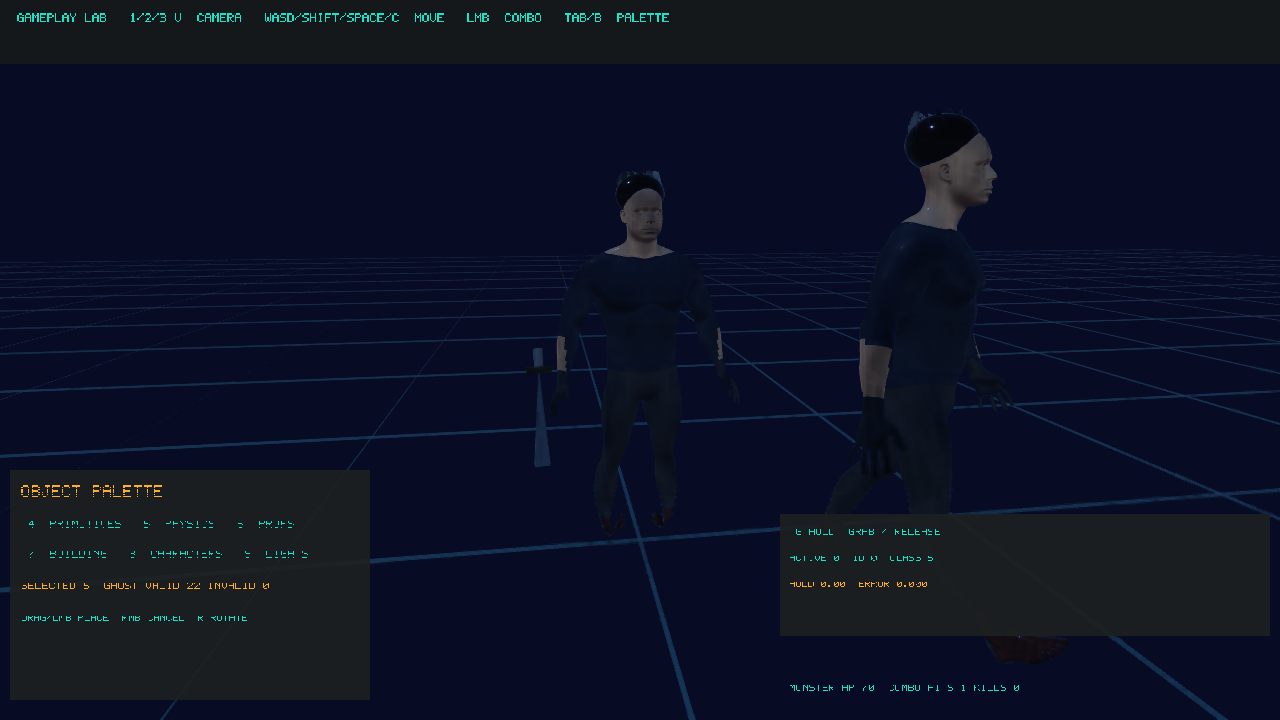 GAMEPLAY LAB 1/2/3 V CAMERA WASD/SHIFT/SPACE/C MOVE LMB COMBO TAB/B PALETTE
OBJECT PALETTE
4 PRIMITIVES 5 PHYSICS 6 PROPS
7 BUILDING 8 CHARACTERS 9 LIGHTS
SELECTED 5 GHOST VALID 22 INVALID 0
DRAG/LMB PLACE RMB CANCEL R ROTATE
HOLD GRAB / RELEASE
ACTIVE 0 ID 0 CLASS 5
HOLD 0.00 ERROR 0.000
MONSTER HP 70 COMBO HITS 1 KILLS 0